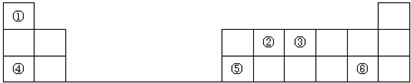 ①
② ③
④ ⑤ ⑥